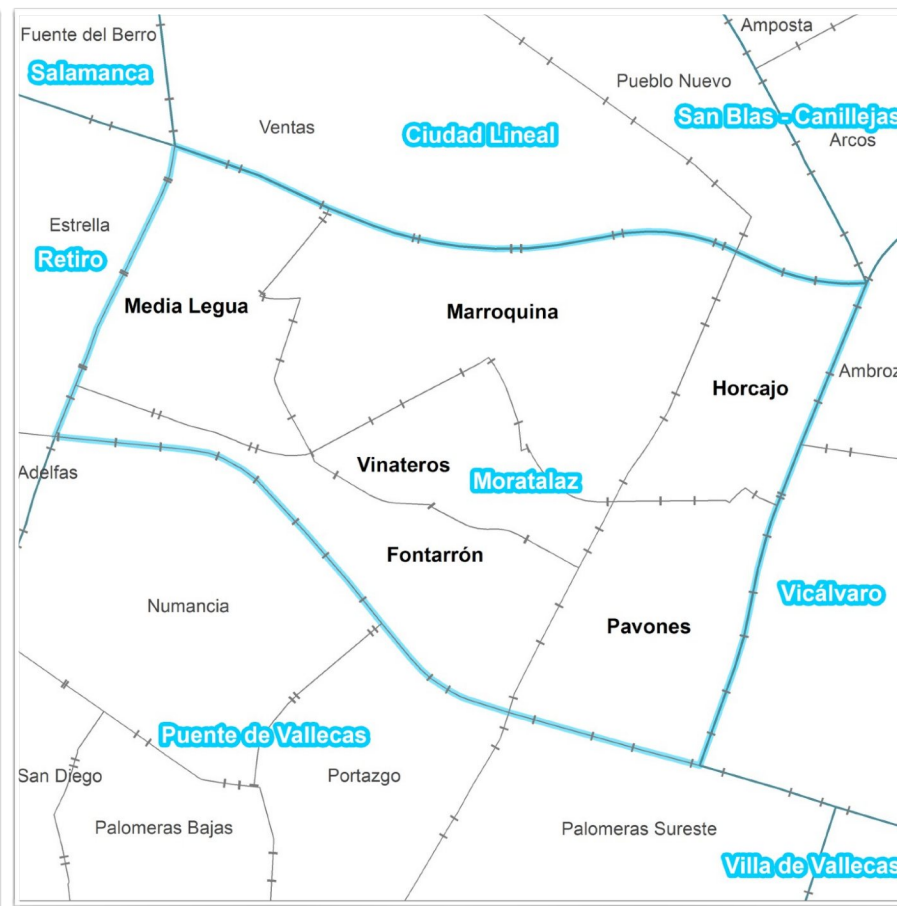 Fuente del Berro
Amposta
Salamanca
Pueblo Nuevo
Ventas
Ciudad Lineal
San Blas - Canillejas
Arcos
Estrella
Retiro
Media Legua
Marroquina
Horcajo
Ambroz
Adelfas
Vinateros
Moratalaz
Fontarrón
Numancia
Vicálvaro
Pavones
Puente de Vallecas
San Diego
Portazgo
Palomeras Bajas
Palomeras Sureste
Villa de Vallecas